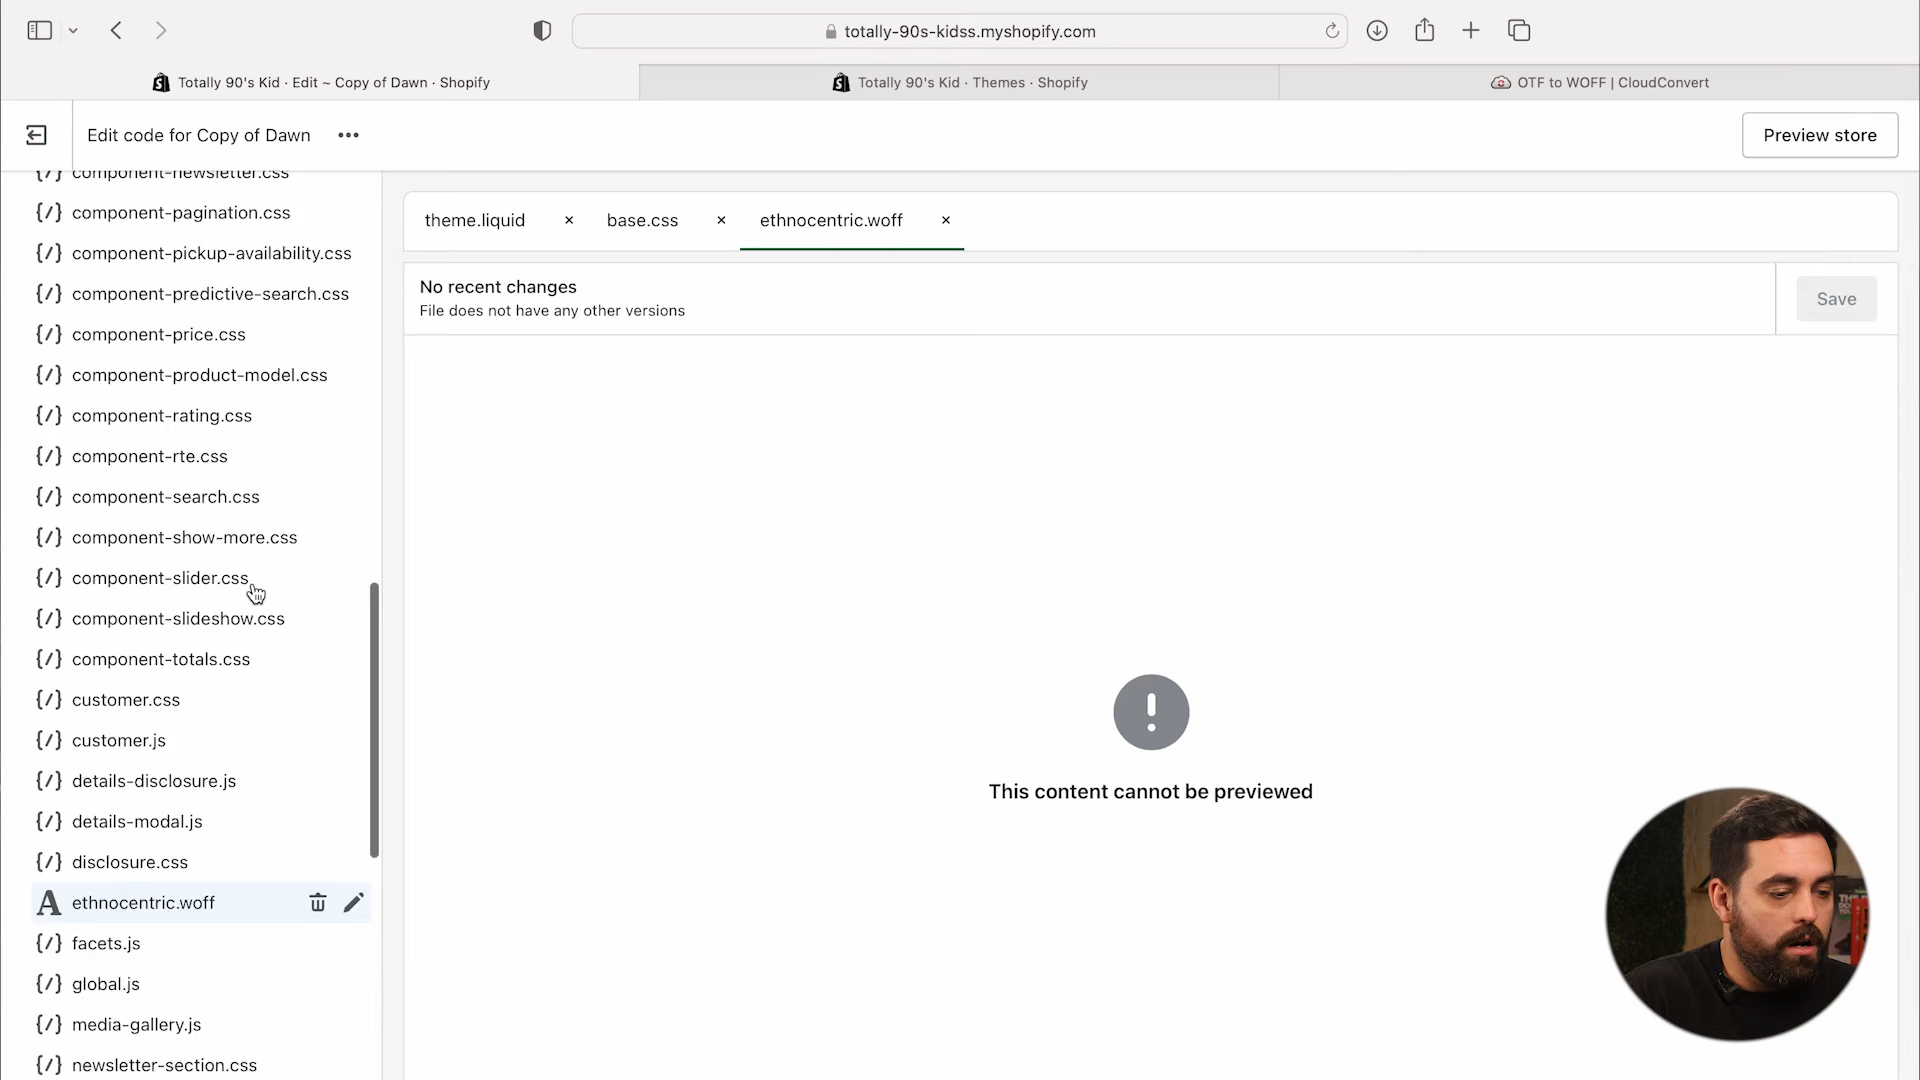 totally-90s-kidss.myshopify.com
Totally 90's Kid · Edit ~ Copy of Dawn · Shopify
Totally 90's Kid · Themes · Shopify
OTF to WOFF | CloudConvert
Edit code for Copy of Dawn
Preview store
{/} component-newsletter.css
{/} component-pagination.css
{/} component-pickup-availability.css
{/} component-predictive-search.css
{/} component-price.css
{/} component-product-model.css
{/} component-rating.css
{/} component-rte.css
{/} component-search.css
{/} component-show-more.css
{/} component-slider.css
{/} component-slideshow.css
{/} component-totals.css
{/} customer.css
{/} customer.js
{/} details-disclosure.js
{/} details-modal.js
{/} disclosure.css
A ethnocentric.woff
{/} facets.js
{/} global.js
{/} media-gallery.js
{/} newsletter-section.css
theme.liquid
base.css
ethnocentric.woff
No recent changes
File does not have any other versions
Save
This content cannot be previewed